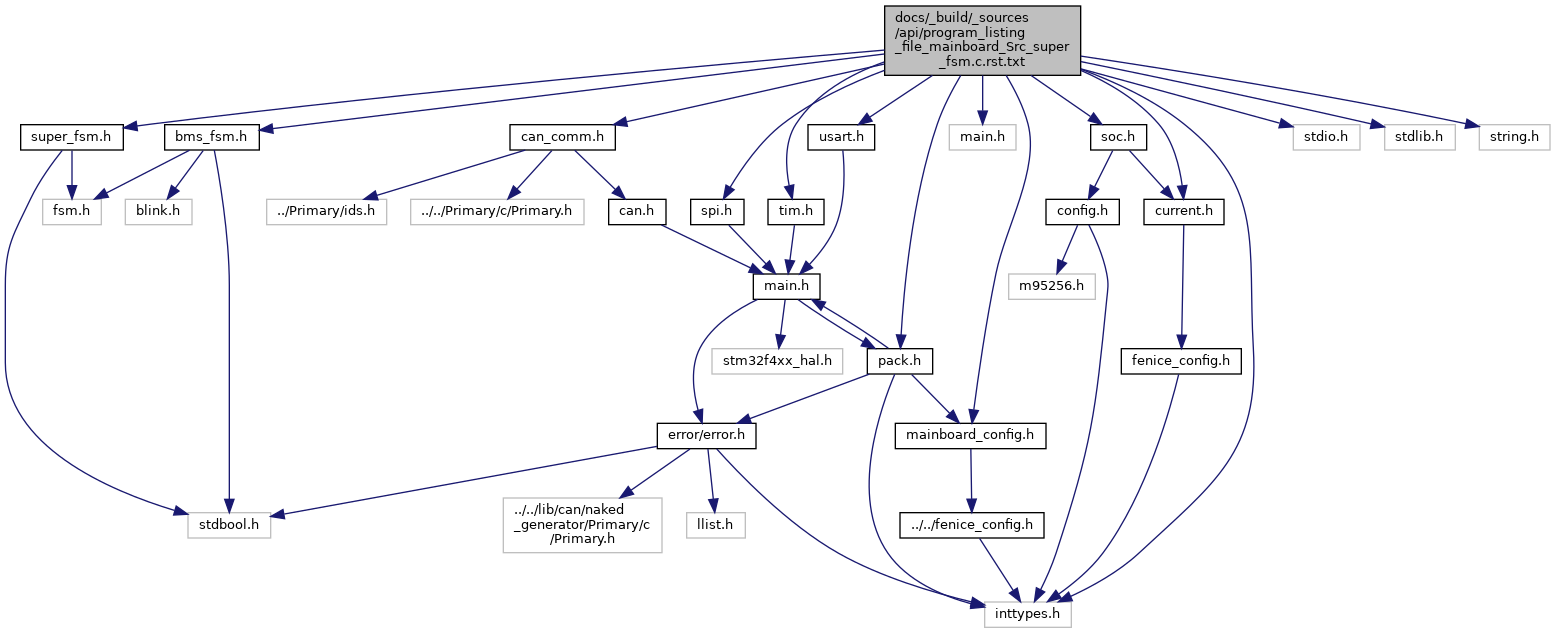 docs/_build/_sources
/api/program_listing
_file_mainboard_Src_super
_fsm.c.rst.txt
super_fsm.h
bms_fsm.h
can_comm.h
usart.h
main.h
soc.h
stdio.h
stdlib.h
string.h
fsm.h
blink.h
../Primary/ids.h
../../Primary/c/Primary.h
can.h
spi.h
tim.h
config.h
current.h
main.h
m95256.h
stm32f4xx_hal.h
pack.h
fenice_config.h
error/error.h
mainboard_config.h
stdbool.h
../../lib/can/naked
_generator/Primary/c
/Primary.h
llist.h
../../fenice_config.h
inttypes.h